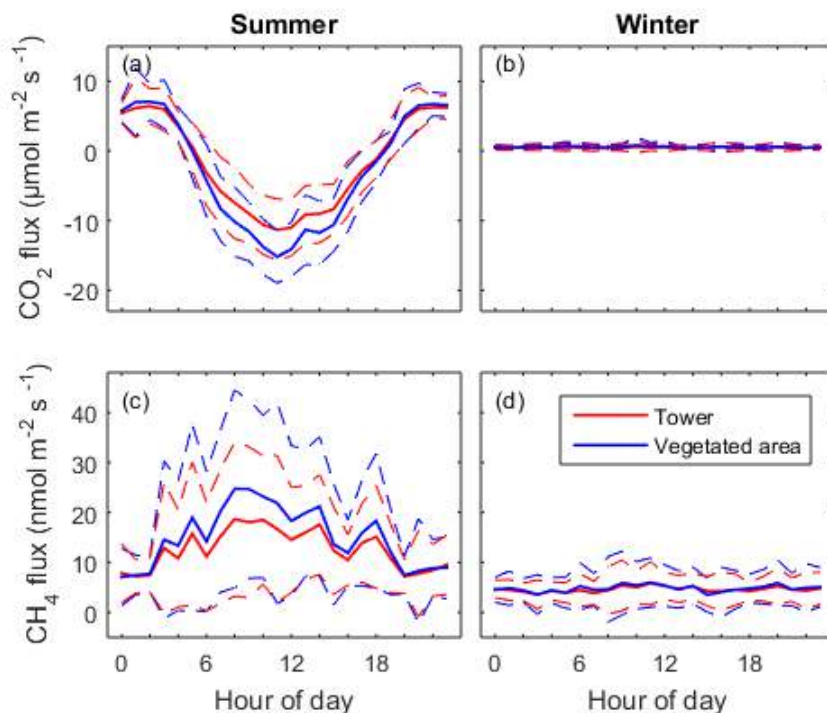 Summer
Winter
(a)
(b)
10
0
-10
-20
CO2 flux (µmol m-2 s-1)
(c)
(d)
40
30
20
10
0
CH4 flux (nmol m-2 s-1)
Tower
Vegetated area
0 6 12 18
0 6 12 18
Hour of day
Hour of day